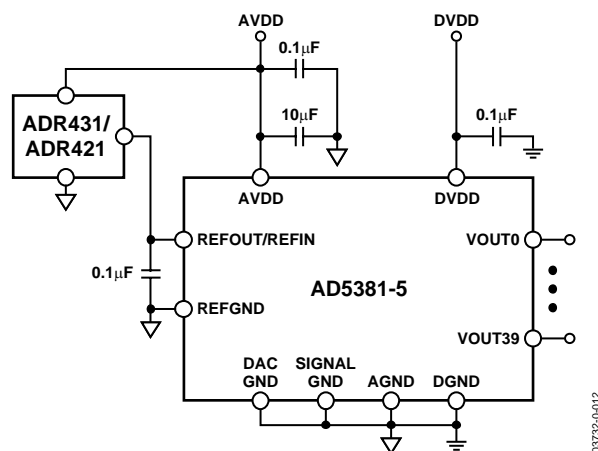 AVDD
DVDD
0.1μF
ADR431/
ADR421
10μF
0.1μF
AVDD
DVDD
REFOUT/REFIN
VOUT0
0.1μF
AD5381-5
REFGND
VOUT39
DAC
GND
SIGNAL
GND
AGND
DGND
03732-0-012